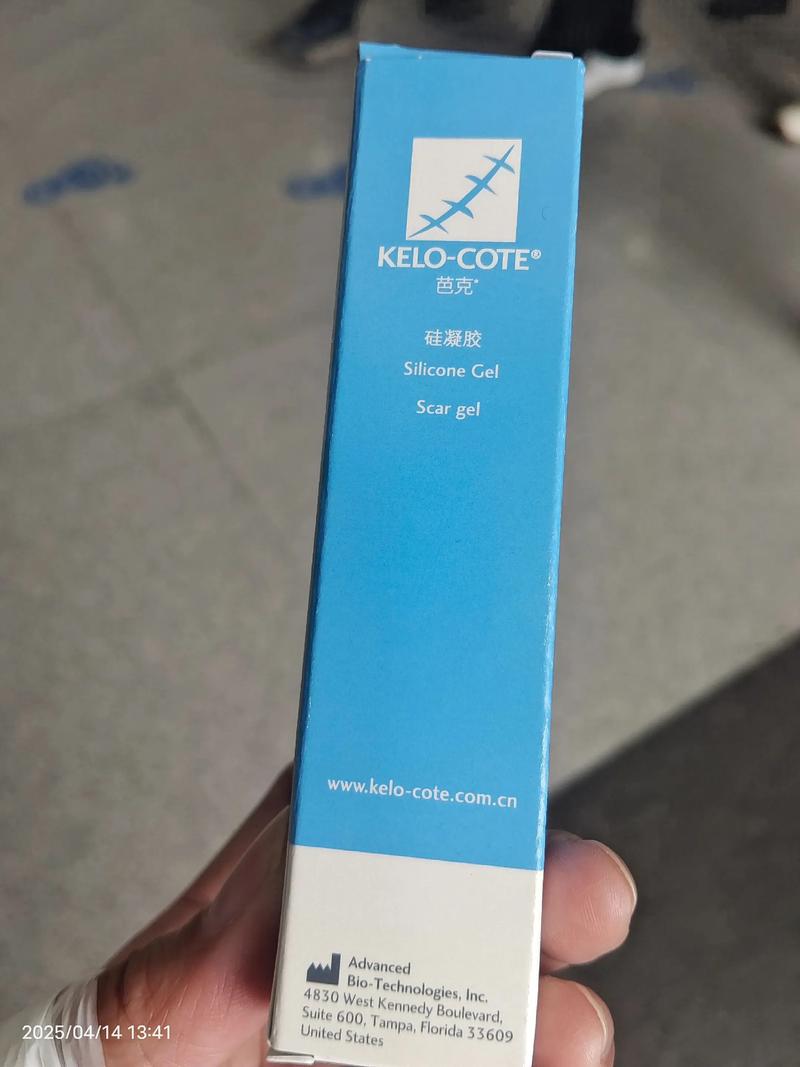 KELO-COTE®
芭克*
硅凝胶
Silicone Gel
Scar gel
www.kelo-cote.com.cn
Advanced
Bio-Technologies, Inc.
4830 West Kennedy Boulevard,
Suite 600, Tampa, Florida 33609
United States
2025/04/14 13:41